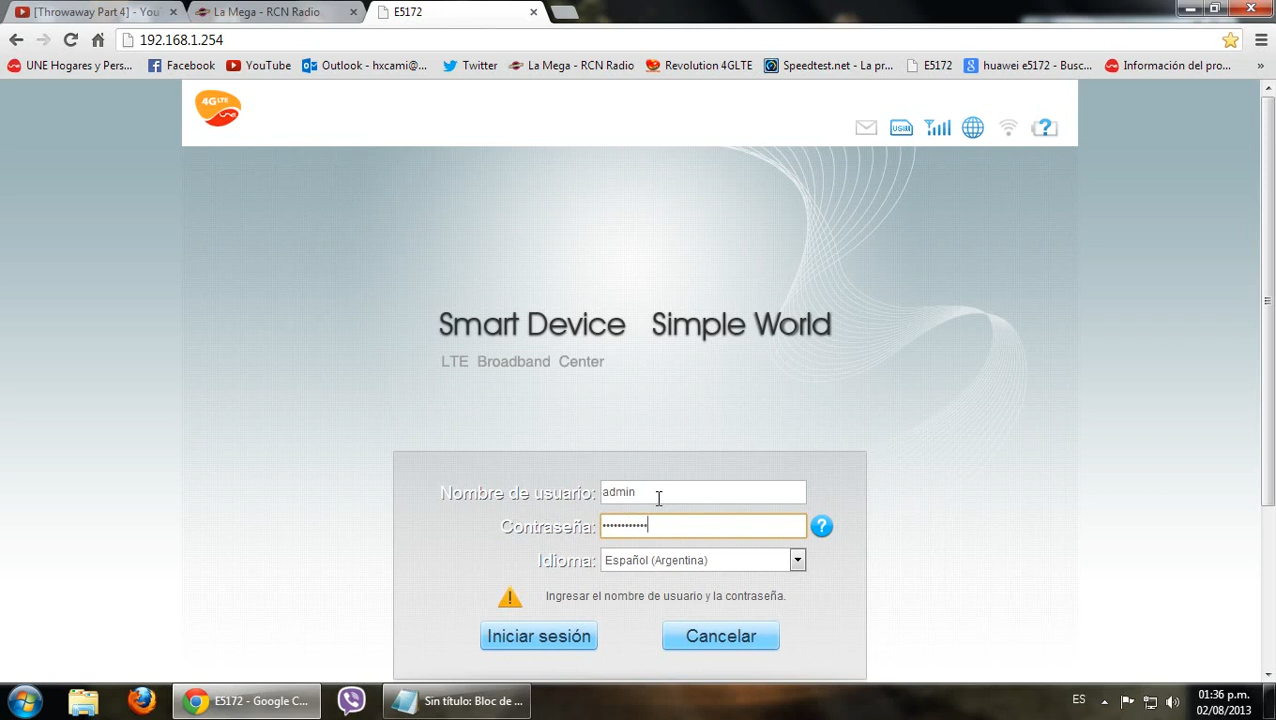 [Throwaway Part 4] - You
La Mega - RCN Radio
E5172
192.168.1.254
UNE Hogares y Pers...
Facebook
YouTube
Outlook - hxcami@...
Twitter
La Mega - RCN Radio
Revolution 4GLTE
Speedtest.net - La pr...
E5172
huawei e5172 - Busc...
Información del pro...
»
4G LTE
une
USIM
?
Smart Device Simple World
LTE Broadband Center
Nombre de usuario: admin
Contraseña: •••••••••••• ?
Idioma: Español (Argentina)
! Ingresar el nombre de usuario y la contraseña.
Iniciar sesión Cancelar
E5172 - Google C...
Sin título: Bloc de ...
ES
01:36 p.m.
02/08/2013